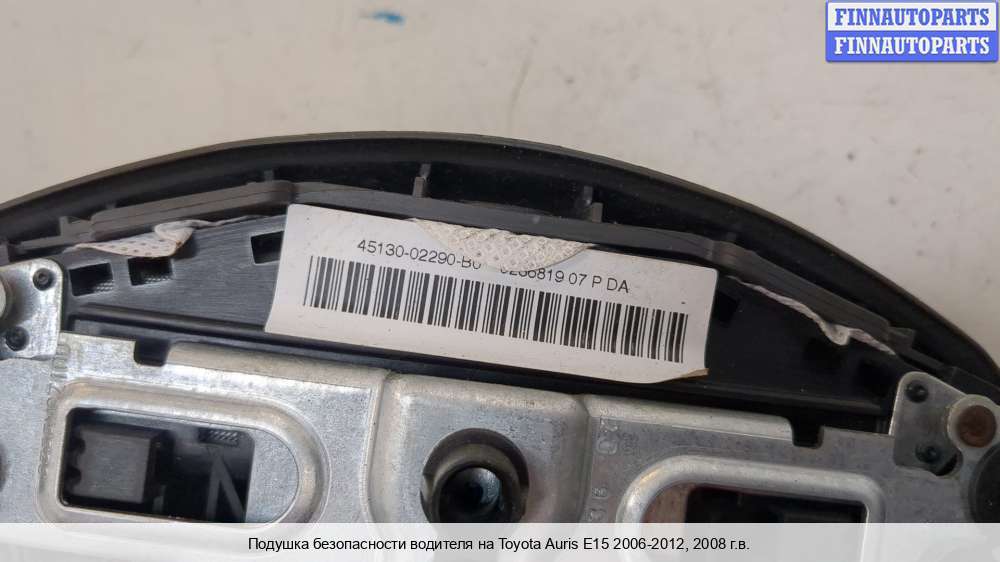 FINNAUTOPARTS
FINNAUTOPARTS
45130-02290-B0 07 P DA
Подушка безопасности водителя на Toyota Auris E15 2006-2012, 2008 г.в.